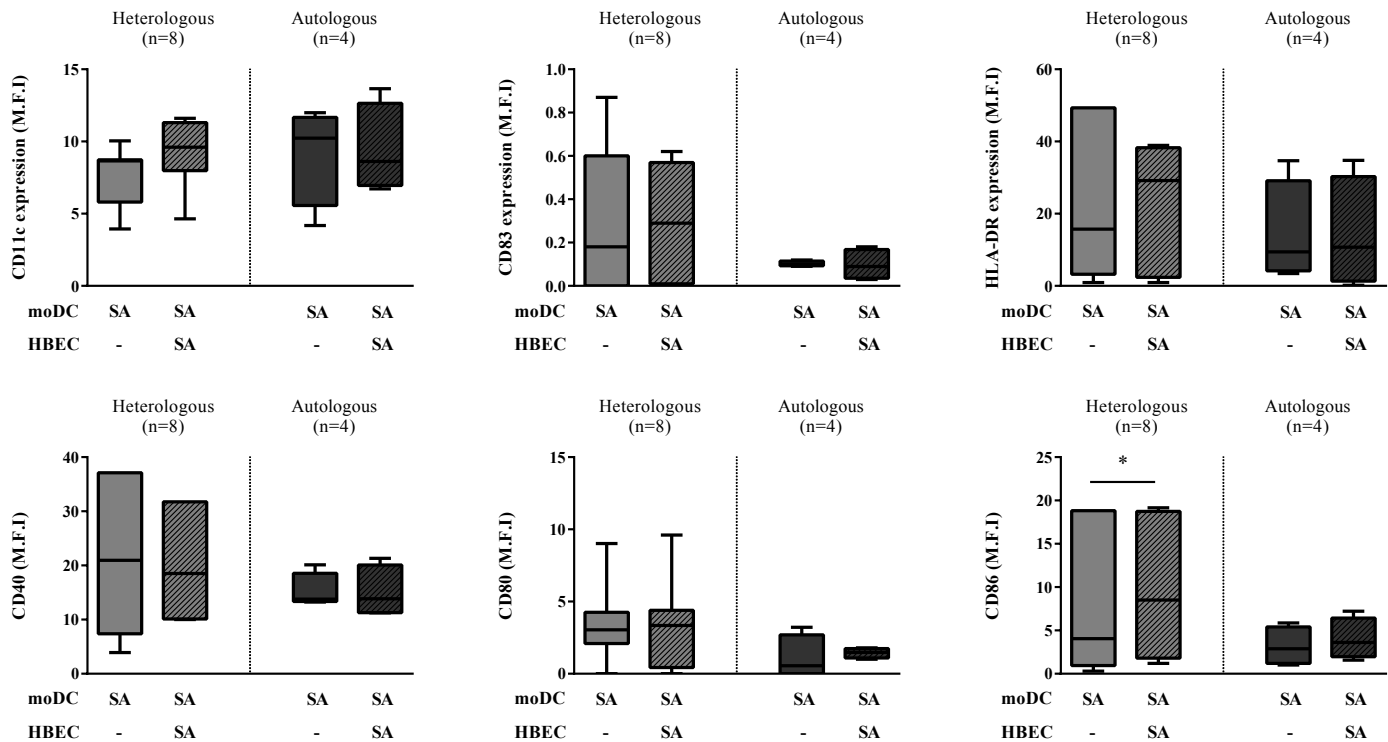 Heterologous
(n=8)
Autologous
(n=4)
CD11c expression (M.F.I)
15
10
5
0
moDC SA SA SA SA
HBEC - SA - SA
Heterologous
(n=8)
Autologous
(n=4)
CD83 expression (M.F.I)
1.0
0.8
0.6
0.4
0.2
0.0
moDC SA SA SA SA
HBEC - SA - SA
Heterologous
(n=8)
Autologous
(n=4)
HLA-DR expression (M.F.I)
60
40
20
0
moDC SA SA SA SA
HBEC - SA - SA
Heterologous
(n=8)
Autologous
(n=4)
CD40 (M.F.I)
40
30
20
10
0
moDC SA SA SA SA
HBEC - SA - SA
Heterologous
(n=8)
Autologous
(n=4)
CD80 (M.F.I)
15
10
5
0
moDC SA SA SA SA
HBEC - SA - SA
Heterologous
(n=8)
Autologous
(n=4)
CD86 (M.F.I)
25
20
15
10
5
0
*
moDC SA SA SA SA
HBEC - SA - SA